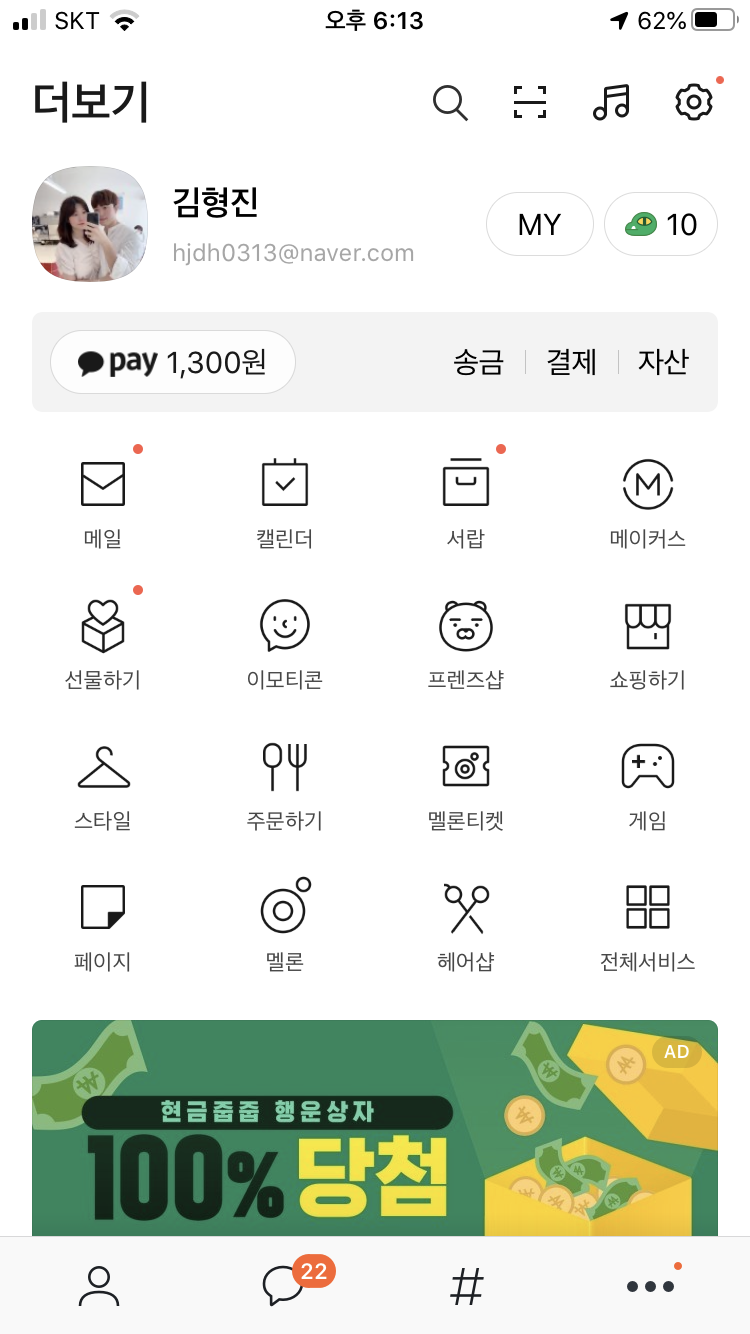 SKT 오후 6:13 62%
더보기
김형진
hjdh0313@naver.com
MY 10
pay 1,300원 송금 결제 자산
메일 캘린더 서랍 메이커스
선물하기 이모티콘 프렌즈샵 쇼핑하기
스타일 주문하기 멜론티켓 게임
페이지 멜론 헤어샵 전체서비스
AD
현금줍줍 행운상자
100% 당첨
22